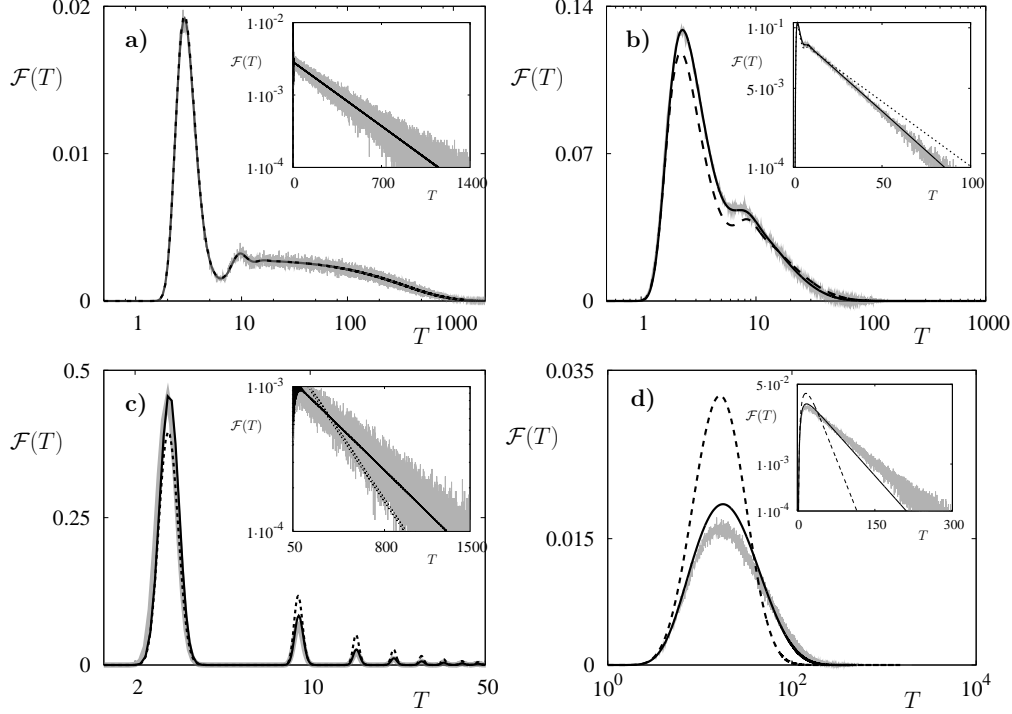 a)
F(T)
0.02
0.01
0
1
10
100
1000
T
F(T)
1·10⁻²
1·10⁻³
1·10⁻⁴
0
700
1400
T
b)
F(T)
0.14
0.07
0
1
10
100
1000
T
F(T)
1·10⁻¹
5·10⁻³
1·10⁻⁴
0
50
100
T
c)
F(T)
0.5
0.25
0
2
10
50
T
F(T)
1·10⁻³
1·10⁻⁴
50
800
1500
T
d)
F(T)
0.035
0.015
0
10⁰
10²
10⁴
T
F(T)
5·10⁻²
1·10⁻³
1·10⁻⁴
0
150
300
T